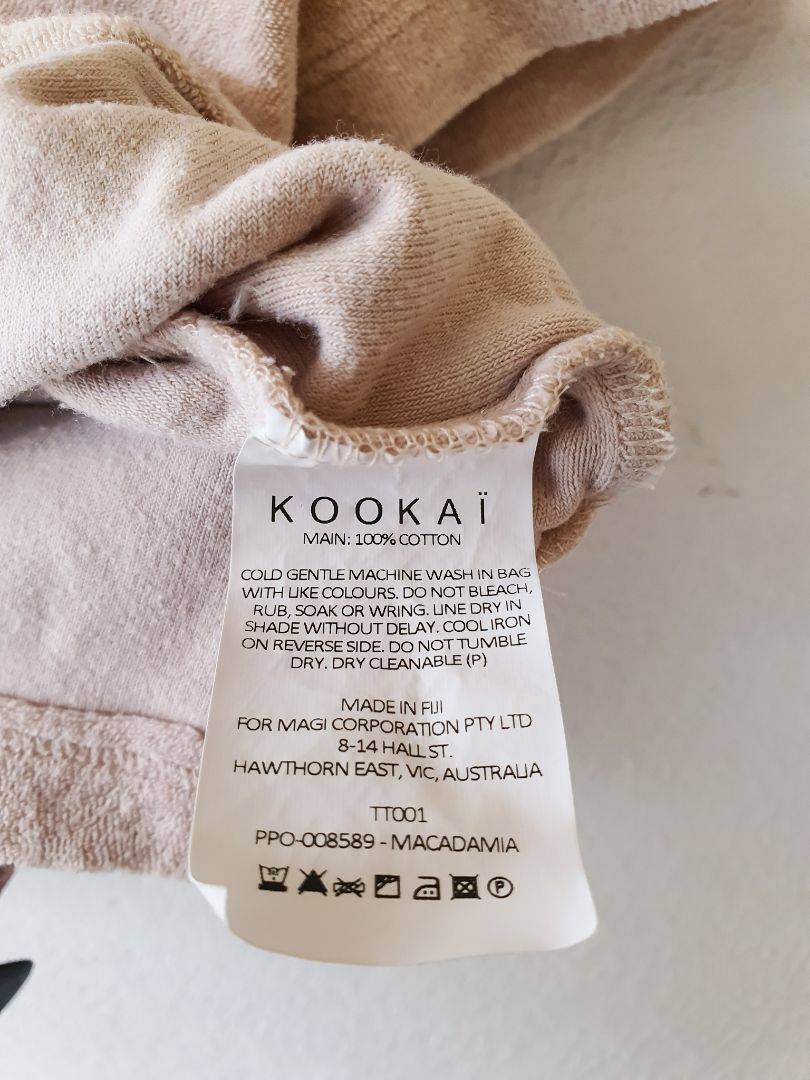 KOOKAÏ
MAIN: 100% COTTON
COLD GENTLE MACHINE WASH IN BAG
WITH LIKE COLOURS. DO NOT BLEACH,
RUB, SOAK OR WRING. LINE DRY IN
SHADE WITHOUT DELAY. COOL IRON
ON REVERSE SIDE. DO NOT TUMBLE
DRY. DRY CLEANABLE (P)
MADE IN FIJI
FOR MAGI CORPORATION PTY LTD
8-14 HALL ST.
HAWTHORN EAST, VIC, AUSTRALIA
TT001
PPO-008589 - MACADAMIA
P